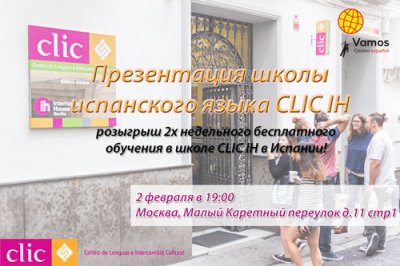 clic
Centro de Lenguas e Intercambio
ih
International
House
Sevilla
Vamos
Centro español
Презентация школы
испанского языка CLIC IH
розыгрыш 2х недельного бесплатного
обучения в школе CLIC IH в Испании!
2 февраля в 19:00
Москва, Малый Каретный переулок д.11 стр1
clic
Centro de Lenguas e Intercambio Cultural